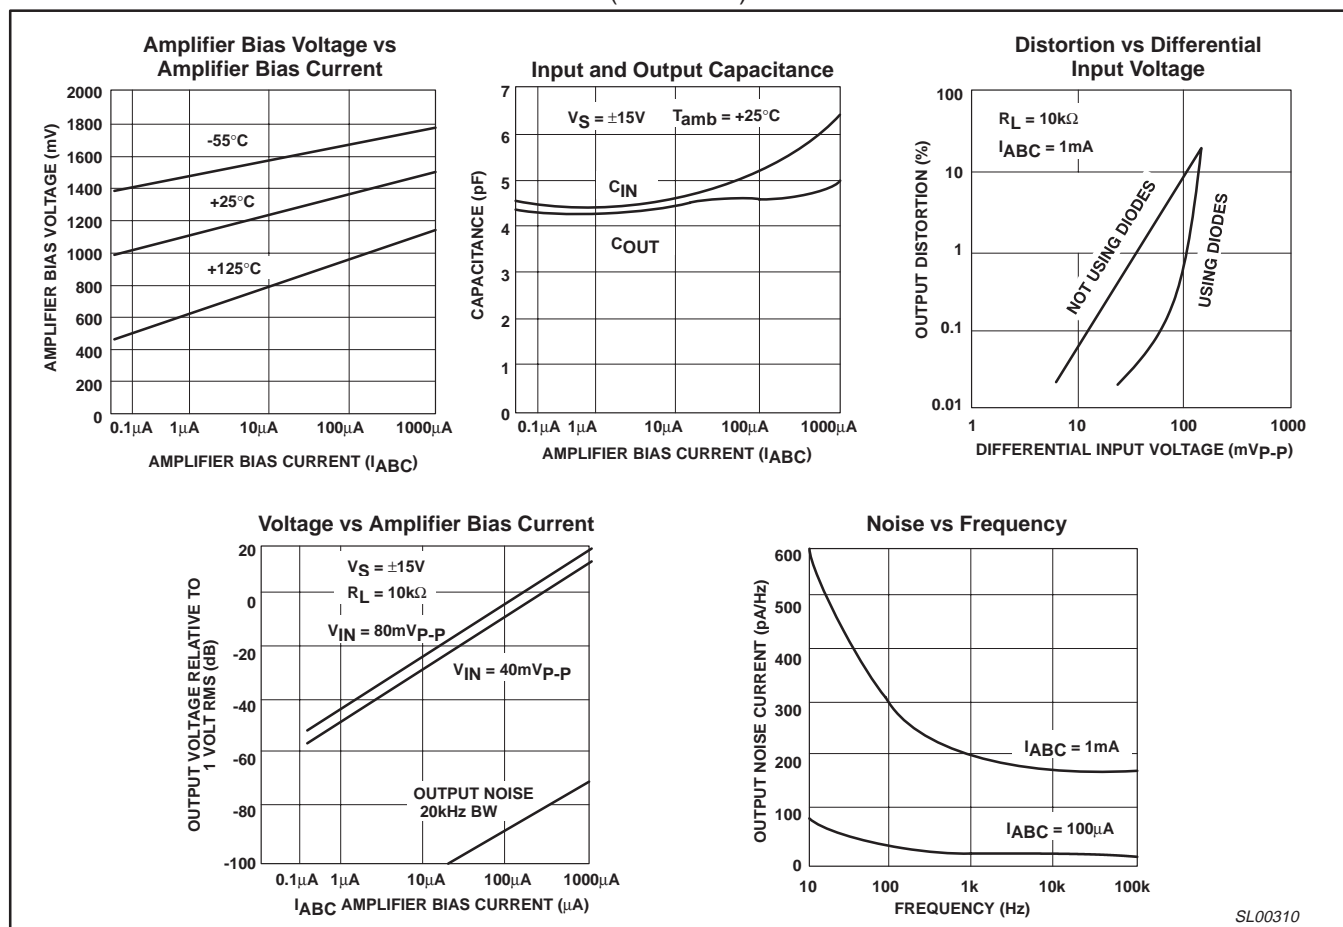 Amplifier Bias Voltage vs
Amplifier Bias Current
AMPLIFIER BIAS VOLTAGE (mV)
2000
1800
1600
1400
1200
1000
800
600
400
200
0
-55°C
+25°C
+125°C
0.1µA 1µA 10µA 100µA 1000µA
AMPLIFIER BIAS CURRENT (IABC)
Input and Output Capacitance
CAPACITANCE (pF)
7
6
5
4
3
2
1
0
VS = ±15V Tamb = +25°C
CIN
COUT
0.1µA 1µA 10µA 100µA 1000µA
AMPLIFIER BIAS CURRENT (IABC)
Distortion vs Differential
Input Voltage
OUTPUT DISTORTION (%)
100
10
1
0.1
0.01
RL = 10kΩ
IABC = 1mA
NOT USING DIODES
USING DIODES
1 10 100 1000
DIFFERENTIAL INPUT VOLTAGE (mVP-P)
Voltage vs Amplifier Bias Current
OUTPUT VOLTAGE RELATIVE TO
1 VOLT RMS (dB)
20
0
-20
-40
-60
-80
-100
VS = ±15V
RL = 10kΩ
VIN = 80mVP-P
VIN = 40mVP-P
OUTPUT NOISE
20kHz BW
0.1µA 1µA 10µA 100µA 1000µA
IABC AMPLIFIER BIAS CURRENT (µA)
Noise vs Frequency
OUTPUT NOISE CURRENT (pA/Hz)
600
500
400
300
200
100
0
IABC = 1mA
IABC = 100µA
10 100 1k 10k 100k
FREQUENCY (Hz)
SL00310